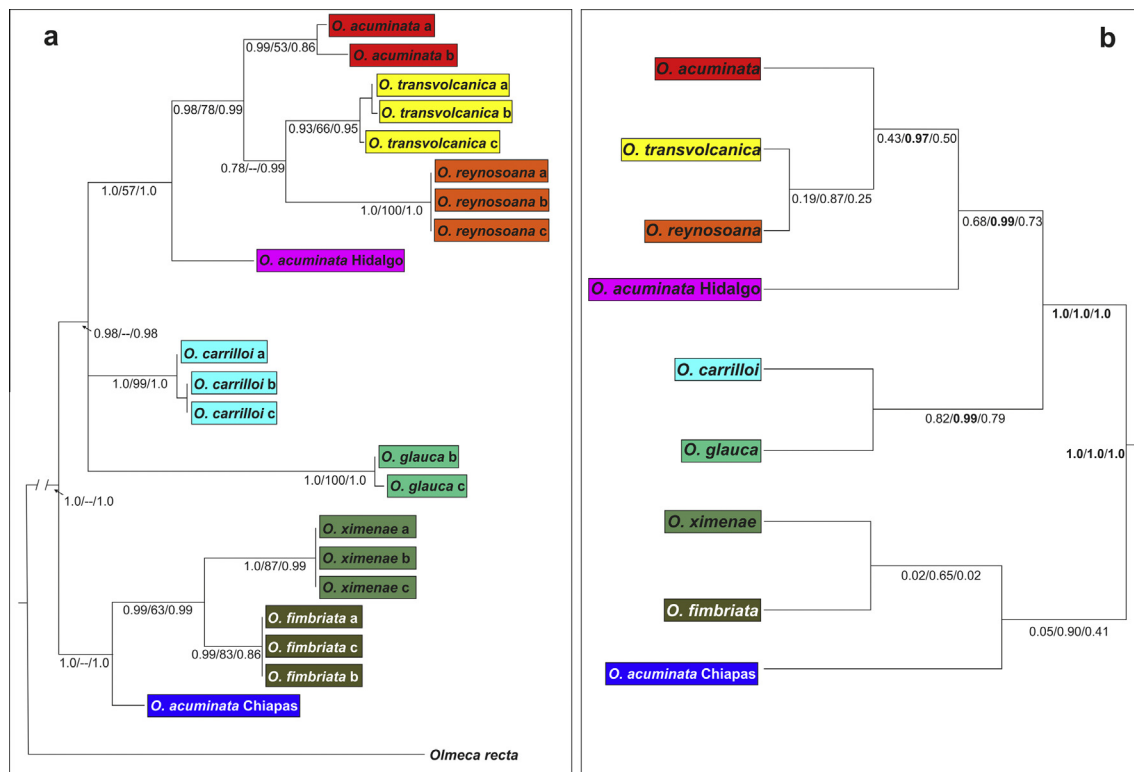 a
O. acuminata a
0.99/53/0.86
O. acuminata b
O. transvolcanica a
0.98/78/0.99
O. transvolcanica b
0.93/66/0.95
O. transvolcanica c
0.78/--/0.99
O. reynosoana a
1.0/57/1.0
O. reynosoana b
1.0/100/1.0
O. reynosoana c
O. acuminata Hidalgo
0.98/--/0.98
O. carrilloi a
1.0/99/1.0
O. carrilloi b
O. carrilloi c
O. glauca b
1.0/100/1.0
O. glauca c
1.0/--/1.0
O. ximenae a
O. ximenae b
1.0/87/0.99
O. ximenae c
0.99/63/0.99
O. fimbriata a
O. fimbriata c
0.99/83/0.86
1.0/--/1.0
O. fimbriata b
O. acuminata Chiapas
Olmeca recta
b
O. acuminata
0.43/0.97/0.50
O. transvolcanica
0.19/0.87/0.25
0.68/0.99/0.73
O. reynosoana
O. acuminata Hidalgo
1.0/1.0/1.0
O. carrilloi
0.82/0.99/0.79
O. glauca
1.0/1.0/1.0
O. ximenae
0.02/0.65/0.02
O. fimbriata
0.05/0.90/0.41
O. acuminata Chiapas